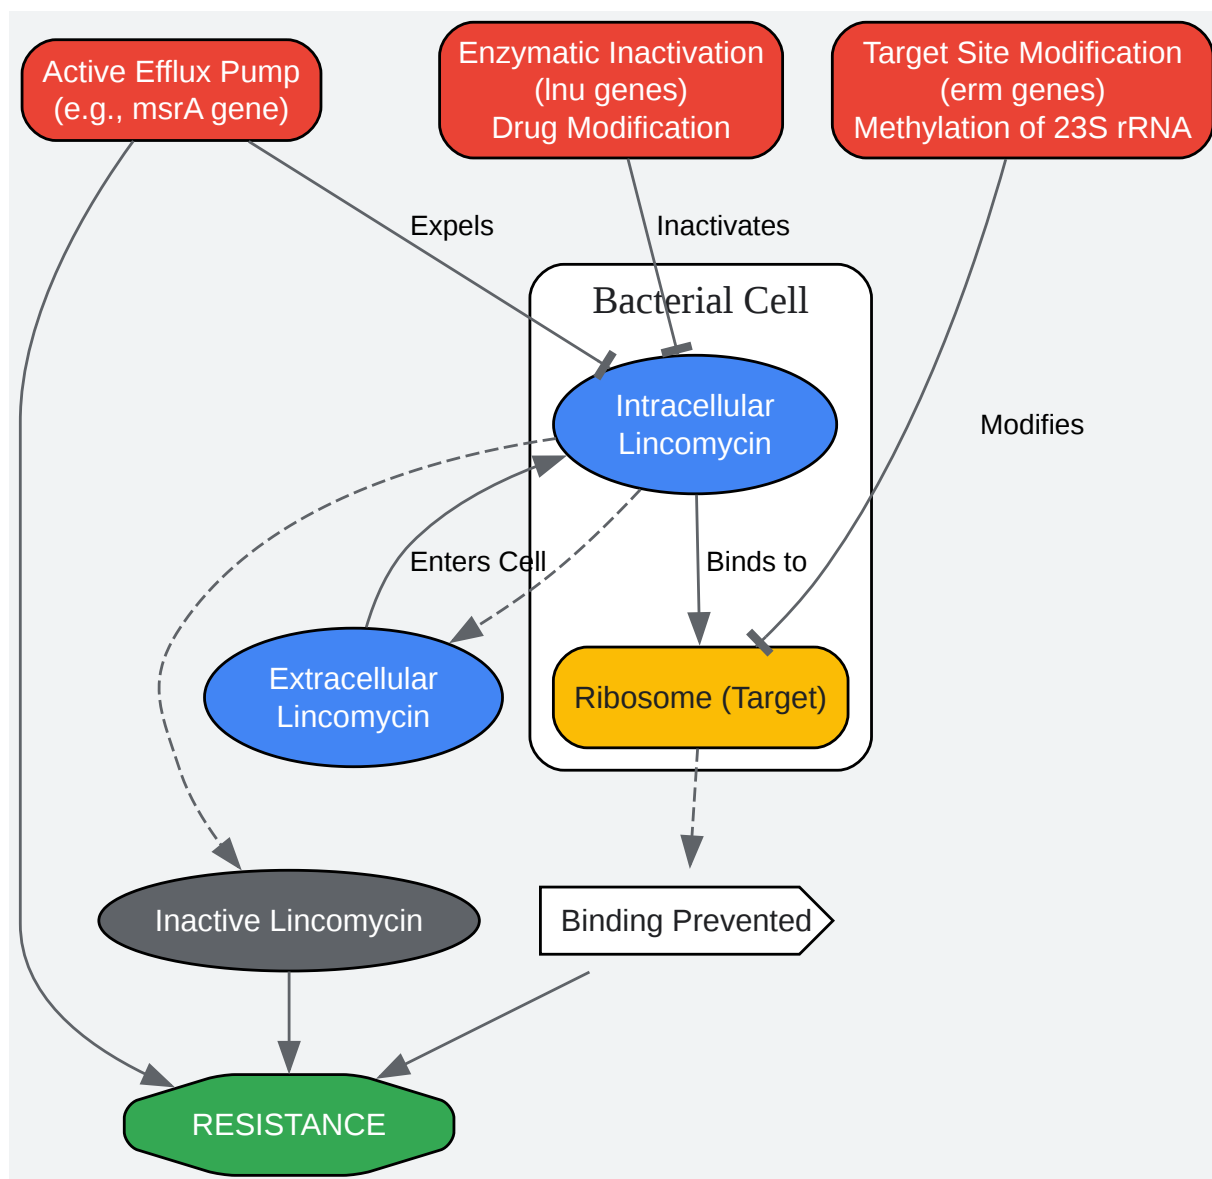 Active Efflux Pump
(e.g., msrA gene)
Enzymatic Inactivation
(lnu genes)
Drug Modification
Target Site Modification
(erm genes)
Methylation of 23S rRNA
Expels
Inactivates
Bacterial Cell
Intracellular
Lincomycin
Modifies
Enters Cell
Binds to
Extracellular
Lincomycin
Ribosome (Target)
Inactive Lincomycin
Binding Prevented
RESISTANCE